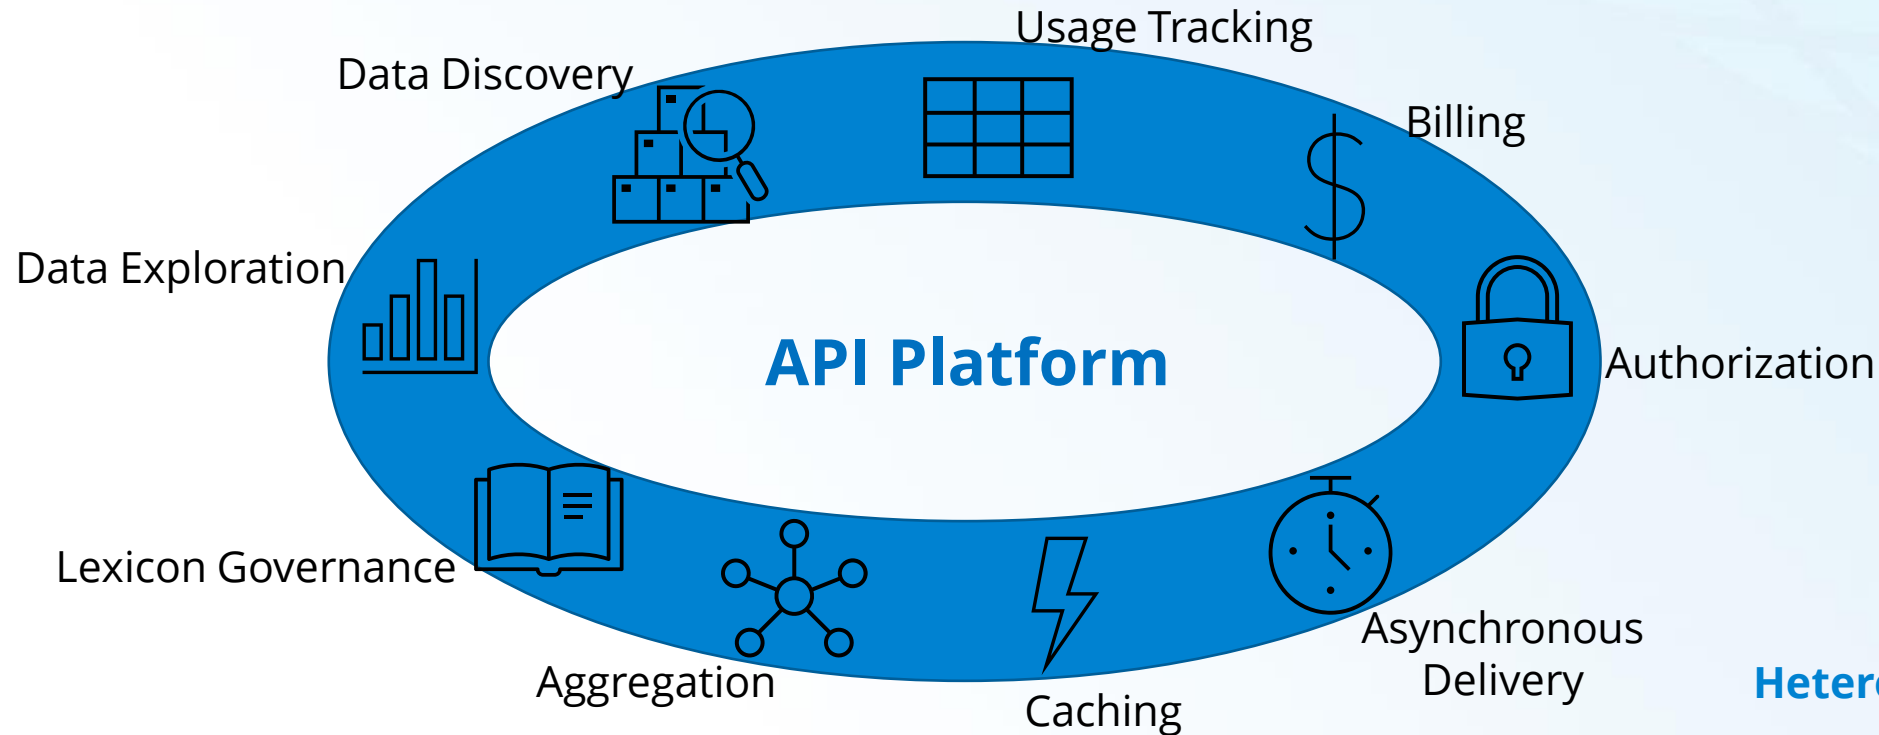 Usage Tracking
Data Discovery
Billing
Data Exploration
API Platform
Authorization
Lexicon Governance
Asynchronous
Delivery
Aggregation
Caching